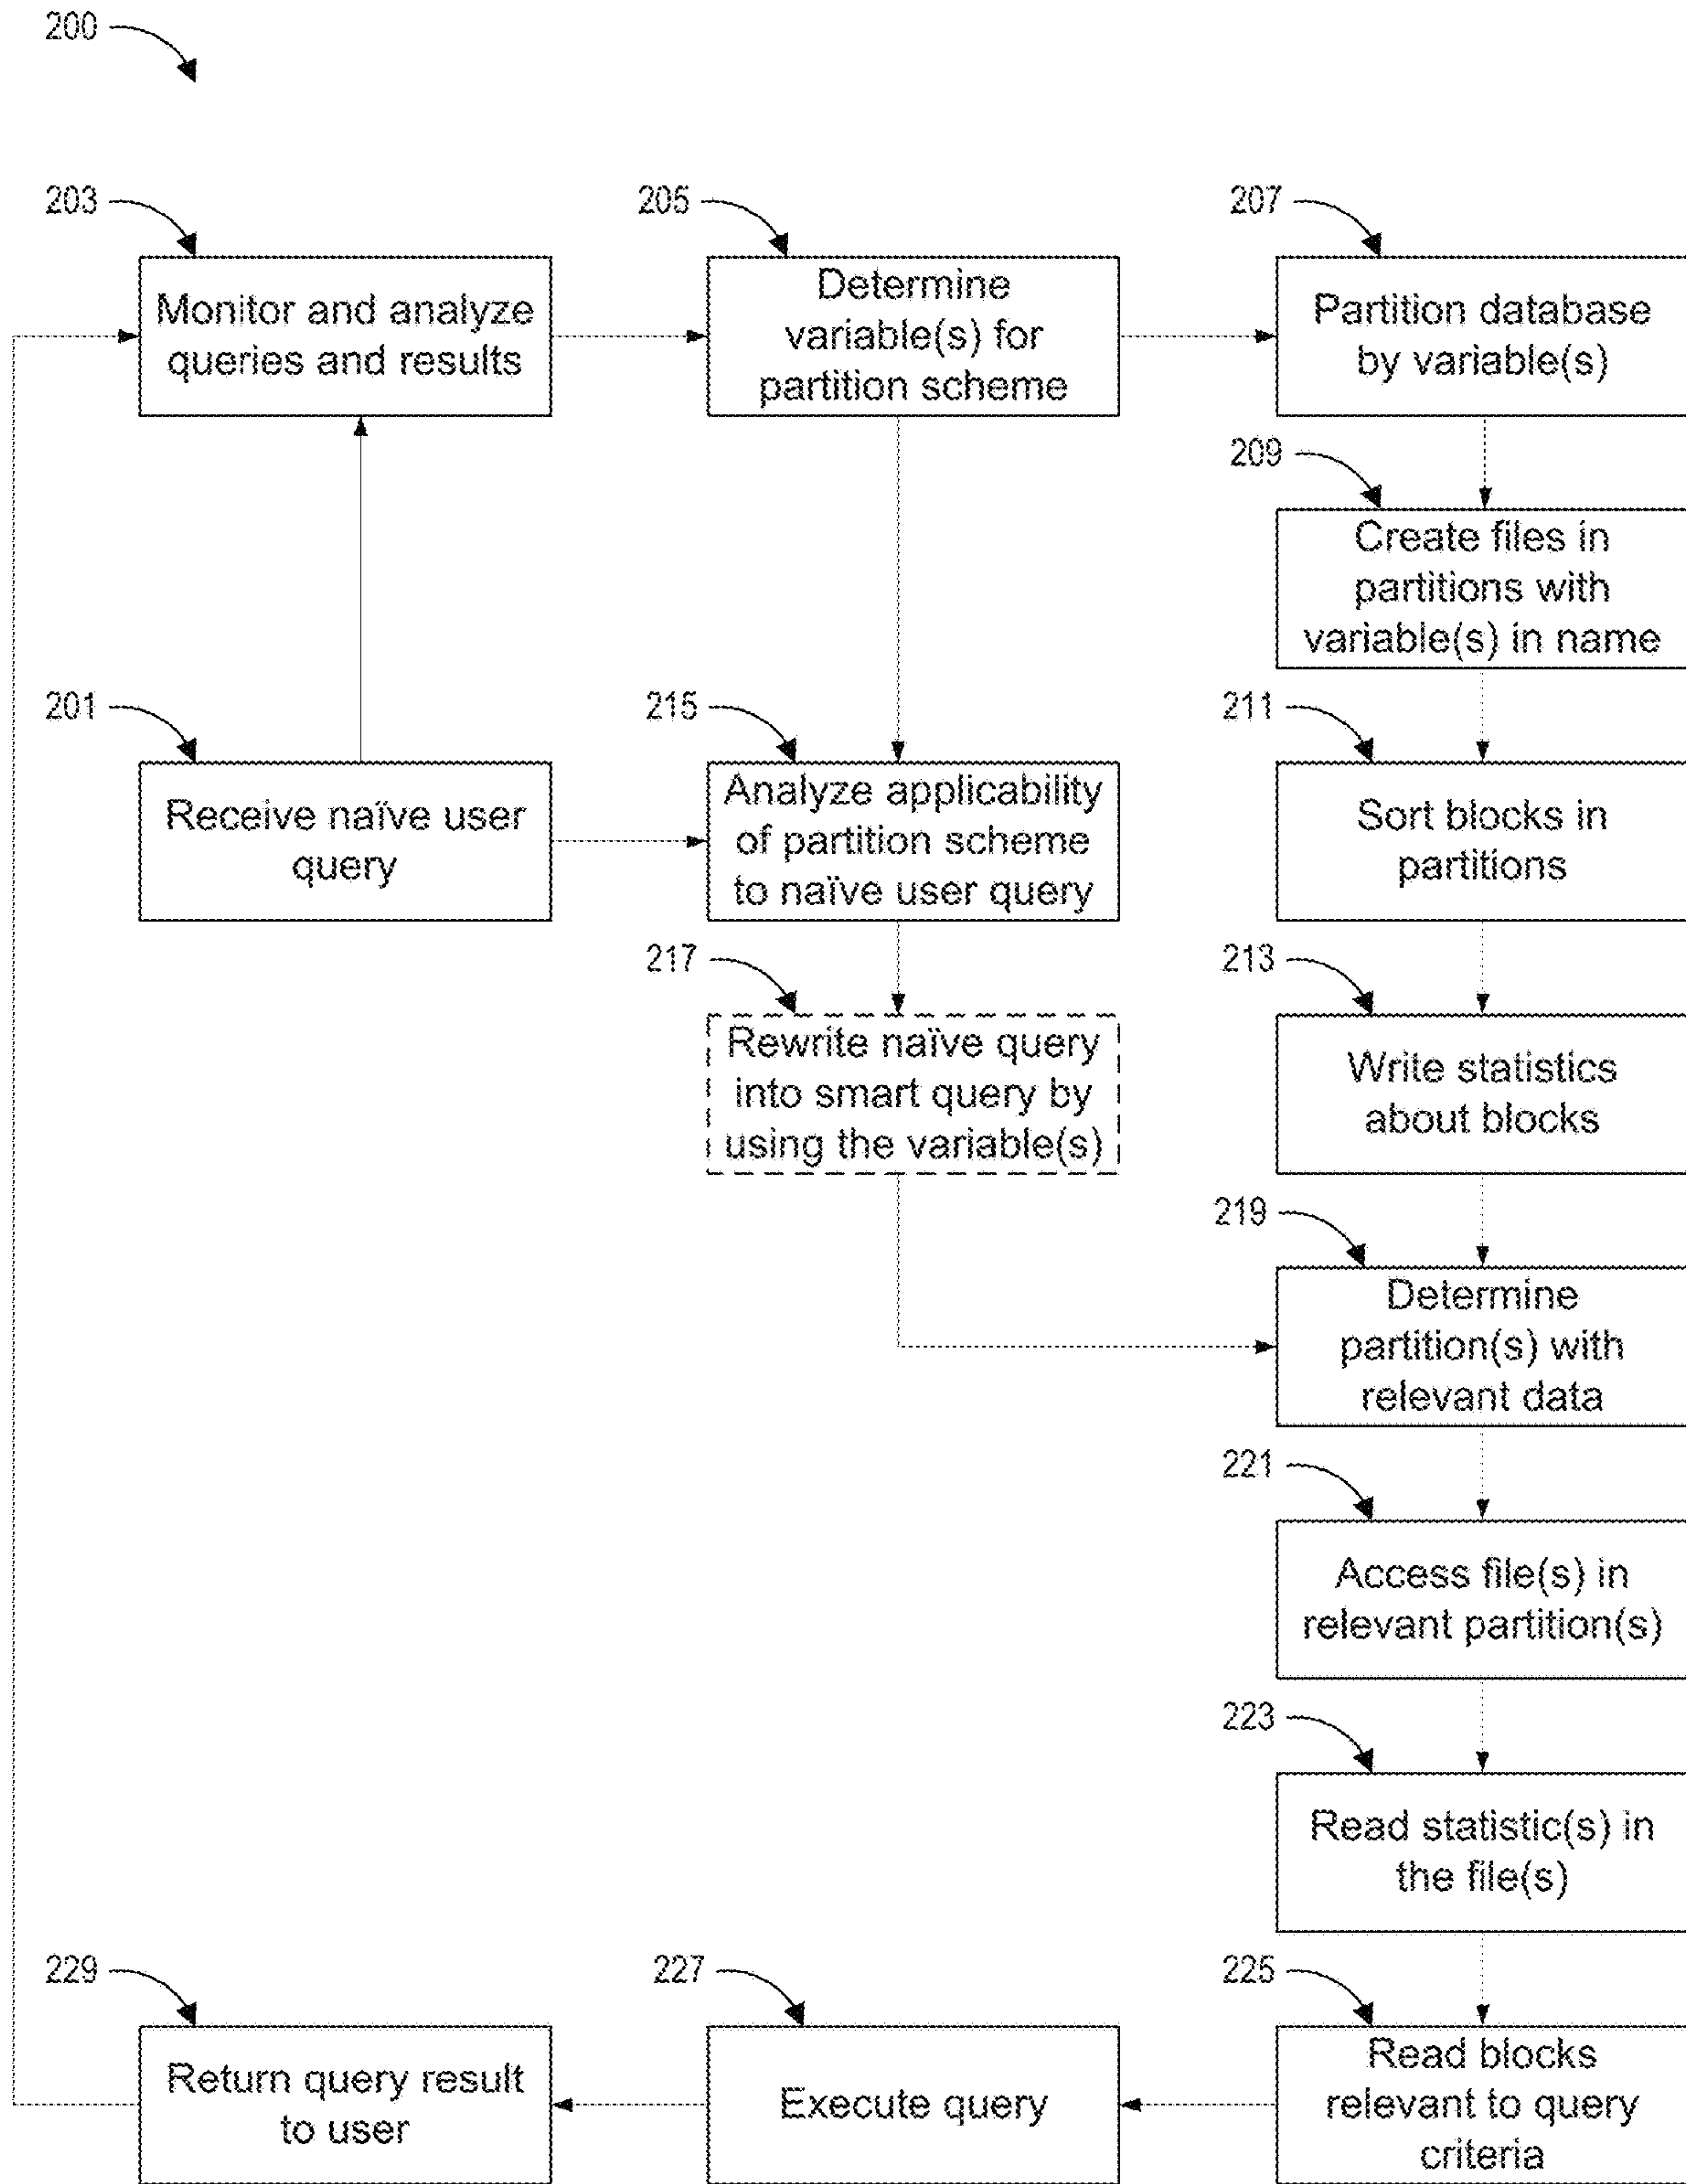 200
203
Monitor and analyze
queries and results
205
Determine
variable(s) for
partition scheme
207
Partition database
by variable(s)
209
Create files in
partitions with
variable(s) in name
201
Receive naïve user
query
215
Analyze applicability
of partition scheme
to naïve user query
211
Sort blocks in
partitions
217
Rewrite naïve query
into smart query by
using the variable(s)
213
Write statistics
about blocks
219
Determine
partition(s) with
relevant data
221
Access file(s) in
relevant partition(s)
223
Read statistic(s) in
the file(s)
229
Return query result
to user
227
Execute query
225
Read blocks
relevant to query
criteria